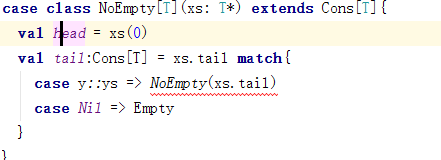 case class NoEmpty[T](xs: T*) extends Cons[T]{
  val head = xs(0)
  val tail:Cons[T] = xs.tail match{
    case y::ys => NoEmpty(xs.tail)
    case Nil => Empty
  }
}